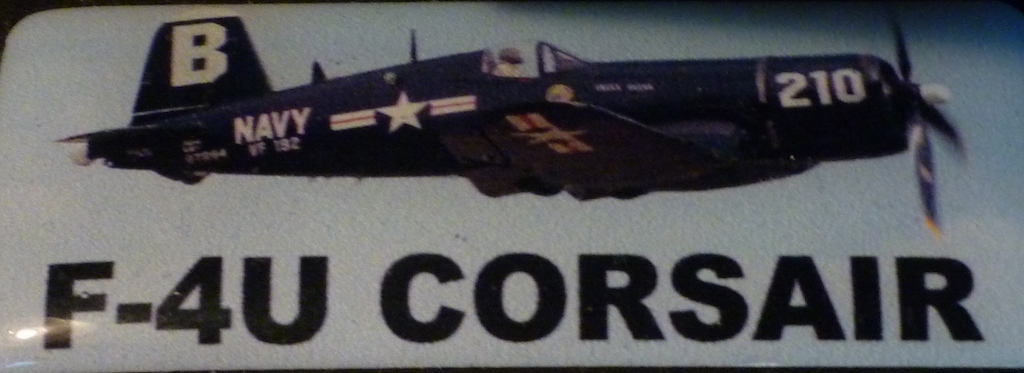 B
210
NAVY
VF 192
F-4U CORSAIR